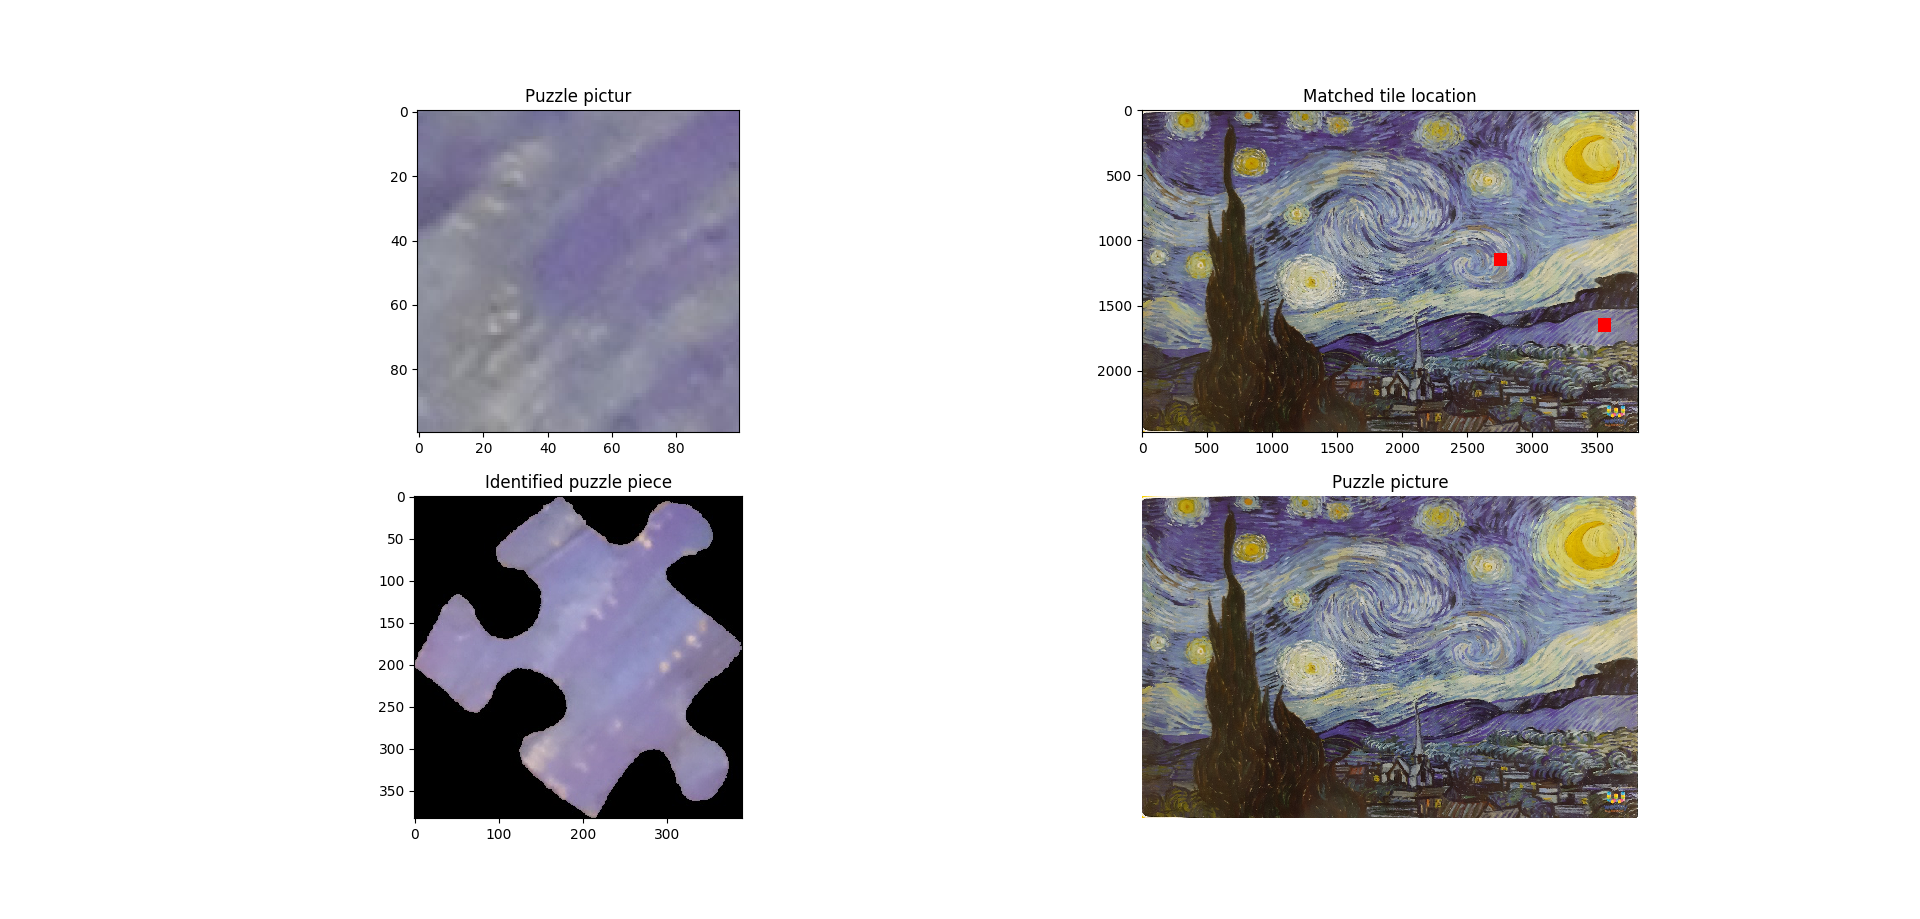 Puzzle pictur
0
20
40
60
80
0 20 40 60 80
Matched tile location
0
500
1000
1500
2000
0 500 1000 1500 2000 2500 3000 3500
Identified puzzle piece
0
50
100
150
200
250
300
350
0 100 200 300
Puzzle picture